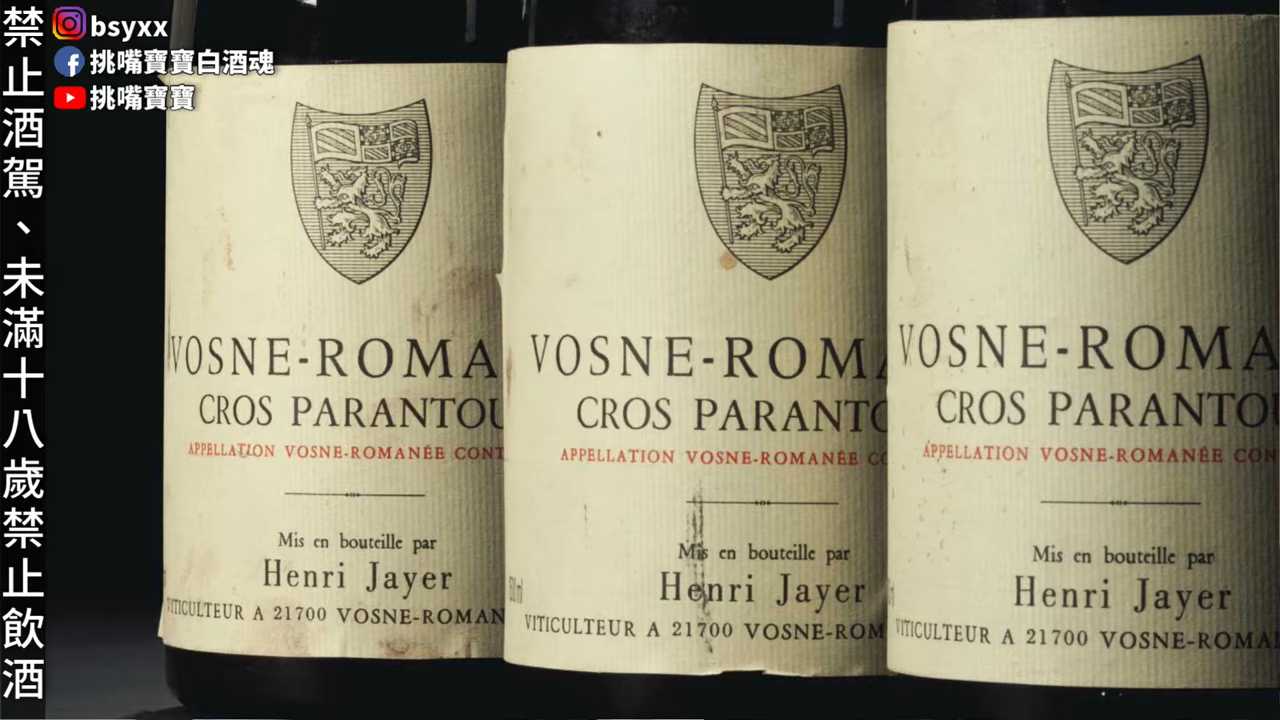 禁止酒駕、未滿十八歲禁止飲酒
bsyxx
挑嘴寶寶白酒魂
挑嘴寶寶
VOSNE-ROMA
CROS PARANTOU
APPELLATION VOSNE-ROMANÉE CONT
Mis en bouteille par
Henri Jayer
VITICULTEUR A 21700 VOSNE-ROMAN
VOSNE-ROMA
CROS PARANTO
APPELLATION VOSNE-ROMANÉE CO
Mis en bouteille par
Henri Jayer
VITICULTEUR A 21700 VOSNE-ROM
VOSNE-ROMA
CROS PARANTOU
APPELLATION VOSNE-ROMANÉE CON
Mis en bouteille par
Henri Jayer
VITICULTEUR A 21700 VOSNE-ROMA